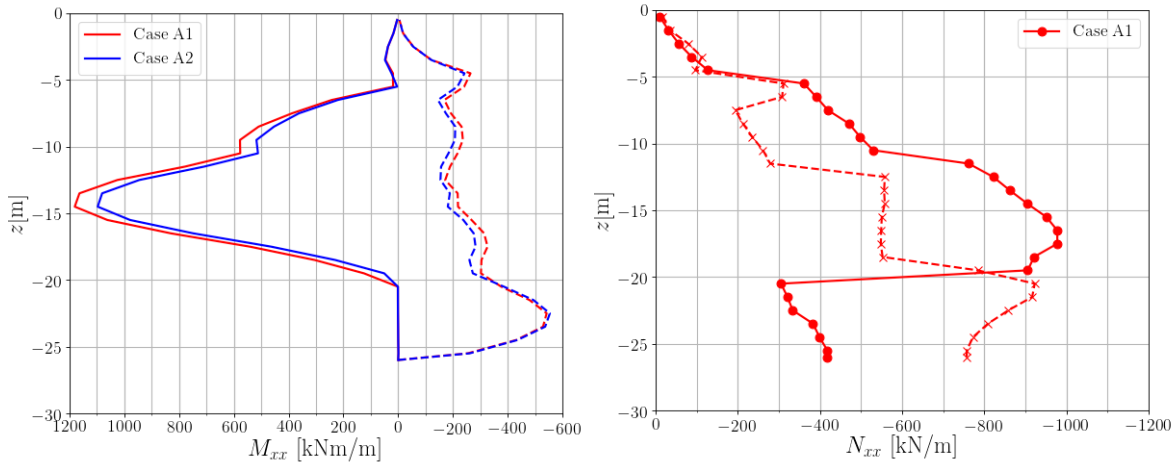 Case A1
Case A2
0
−5
−10
−15
−20
−25
−30
z[m]
1200 1000 800 600 400 200 0 −200 −400 −600
M_xx [kNm/m]
Case A1
0
−5
−10
−15
−20
−25
−30
z[m]
0 −200 −400 −600 −800 −1000 −1200
N_xx [kN/m]